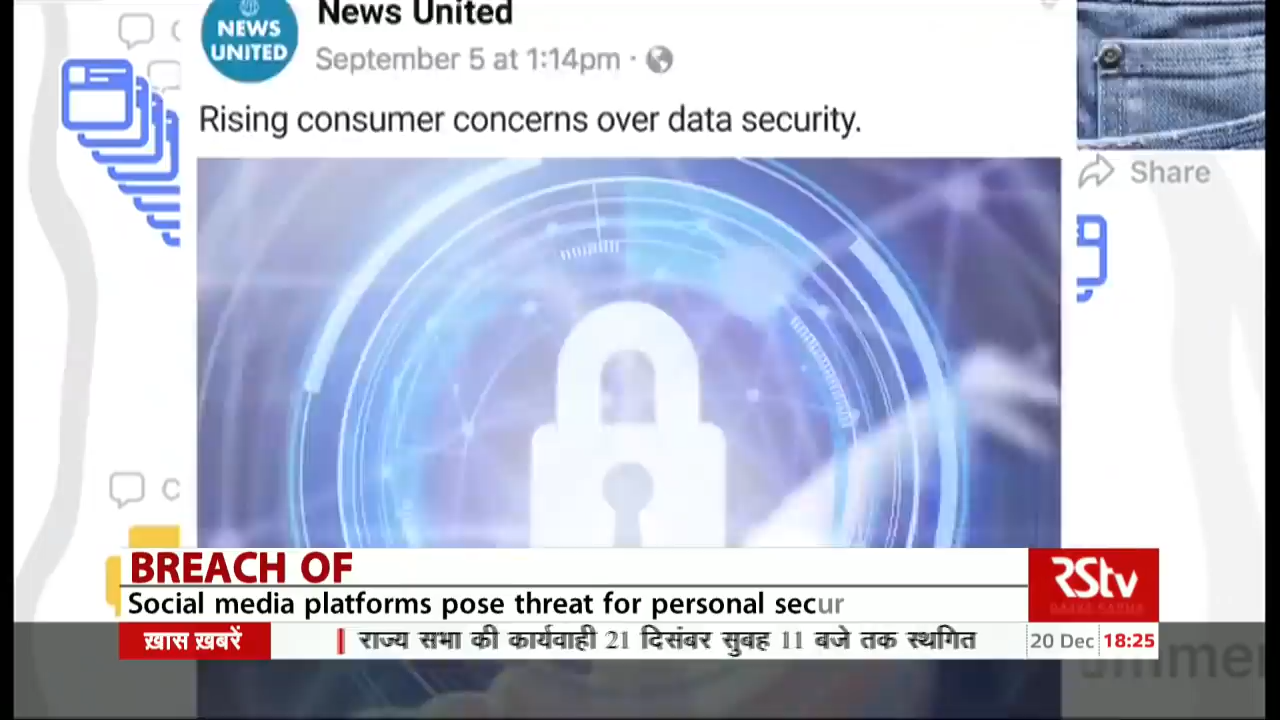 News United
NEWS
UNITED
September 5 at 1:14pm ·
Rising consumer concerns over data security.
Share
C
BREACH OF
Social media platforms pose threat for personal secur
RStv
ख़ास ख़बरें
राज्य सभा की कार्यवाही 21 दिसंबर सुबह 11 बजे तक स्थगित
20 Dec 18:25